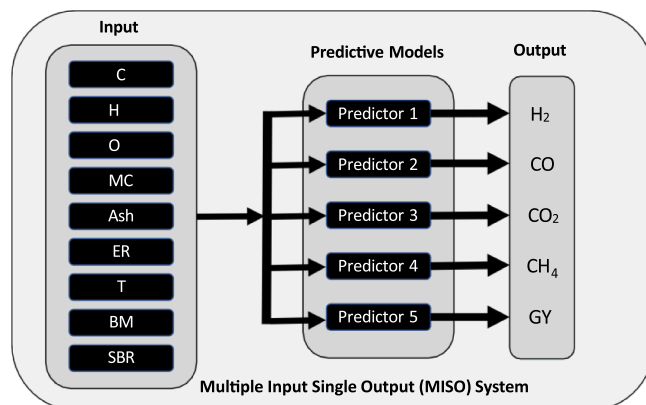 Input
Predictive Models
Output
C
H
O
MC
Ash
ER
T
BM
SBR
Predictor 1
Predictor 2
Predictor 3
Predictor 4
Predictor 5
H₂
CO
CO₂
CH₄
GY
Multiple Input Single Output (MISO) System